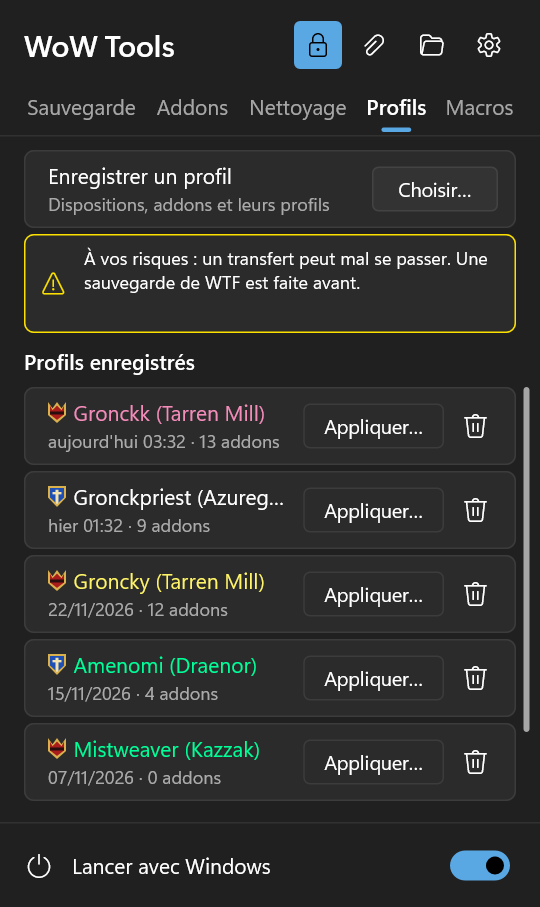 WoW Tools
Sauvegarde Addons Nettoyage Profils Macros
Enregistrer un profil
Dispositions, addons et leurs profils
Choisir...
À vos risques : un transfert peut mal se passer. Une
sauvegarde de WTF est faite avant.
Profils enregistrés
Gronckk (Tarren Mill)
aujourd'hui 03:32 · 13 addons
Appliquer...
Gronckpriest (Azureg...
hier 01:32 · 9 addons
Appliquer...
Groncky (Tarren Mill)
22/11/2026 · 12 addons
Appliquer...
Amenomi (Draenor)
15/11/2026 · 4 addons
Appliquer...
Mistweaver (Kazzak)
07/11/2026 · 0 addons
Appliquer...
Lancer avec Windows